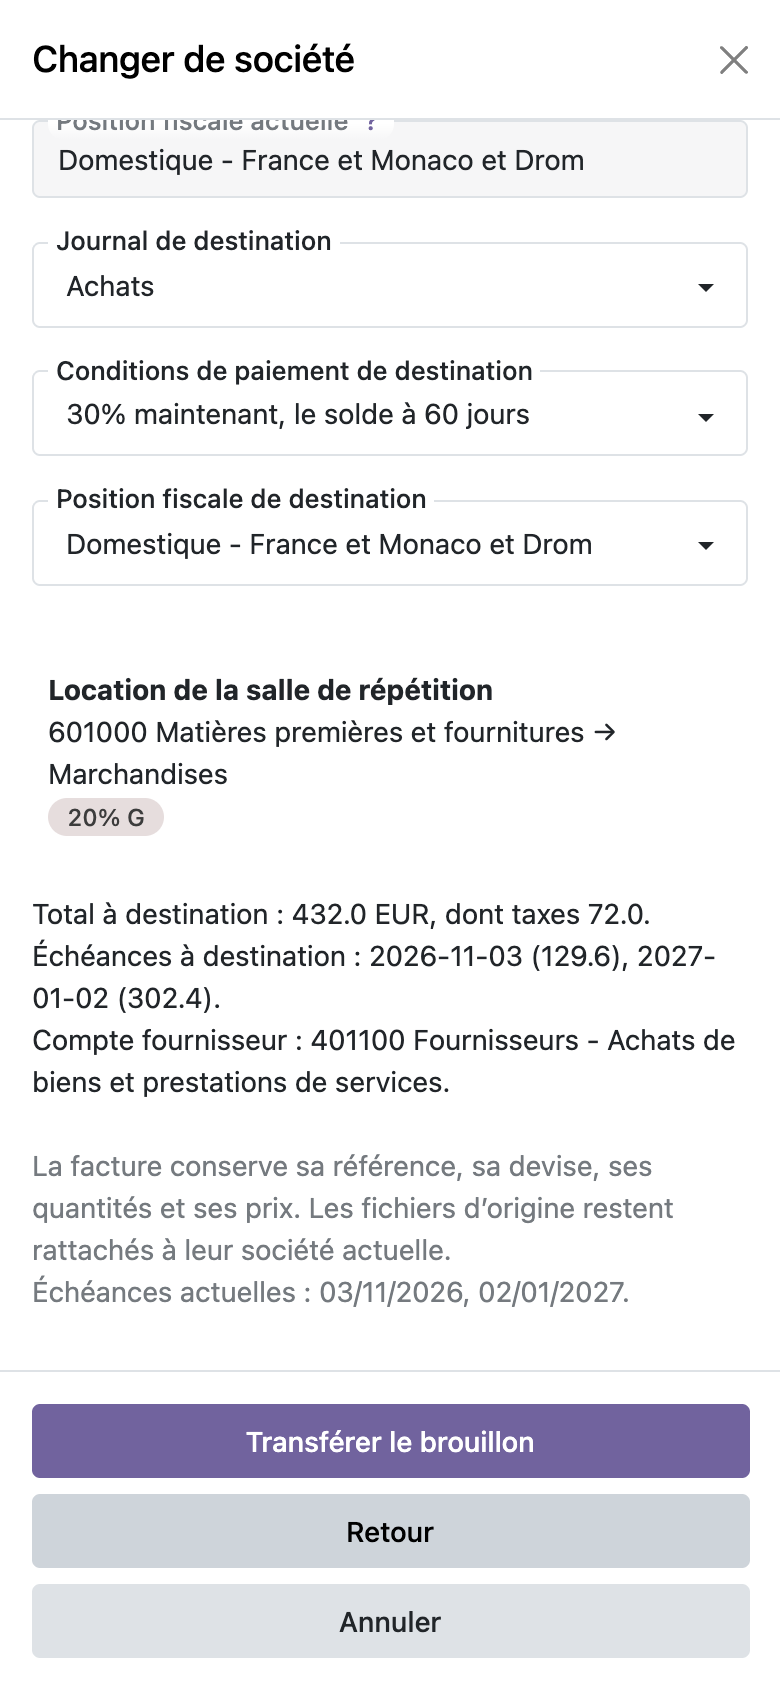 Changer de société
Position fiscale actuelle ?
Domestique - France et Monaco et Drom
Journal de destination
Achats
Conditions de paiement de destination
30% maintenant, le solde à 60 jours
Position fiscale de destination
Domestique - France et Monaco et Drom
Location de la salle de répétition
601000 Matières premières et fournitures →
Marchandises
20% G
Total à destination : 432.0 EUR, dont taxes 72.0.
Échéances à destination : 2026-11-03 (129.6), 2027-
01-02 (302.4).
Compte fournisseur : 401100 Fournisseurs - Achats de
biens et prestations de services.
La facture conserve sa référence, sa devise, ses
quantités et ses prix. Les fichiers d’origine restent
rattachés à leur société actuelle.
Échéances actuelles : 03/11/2026, 02/01/2027.
Transférer le brouillon
Retour
Annuler